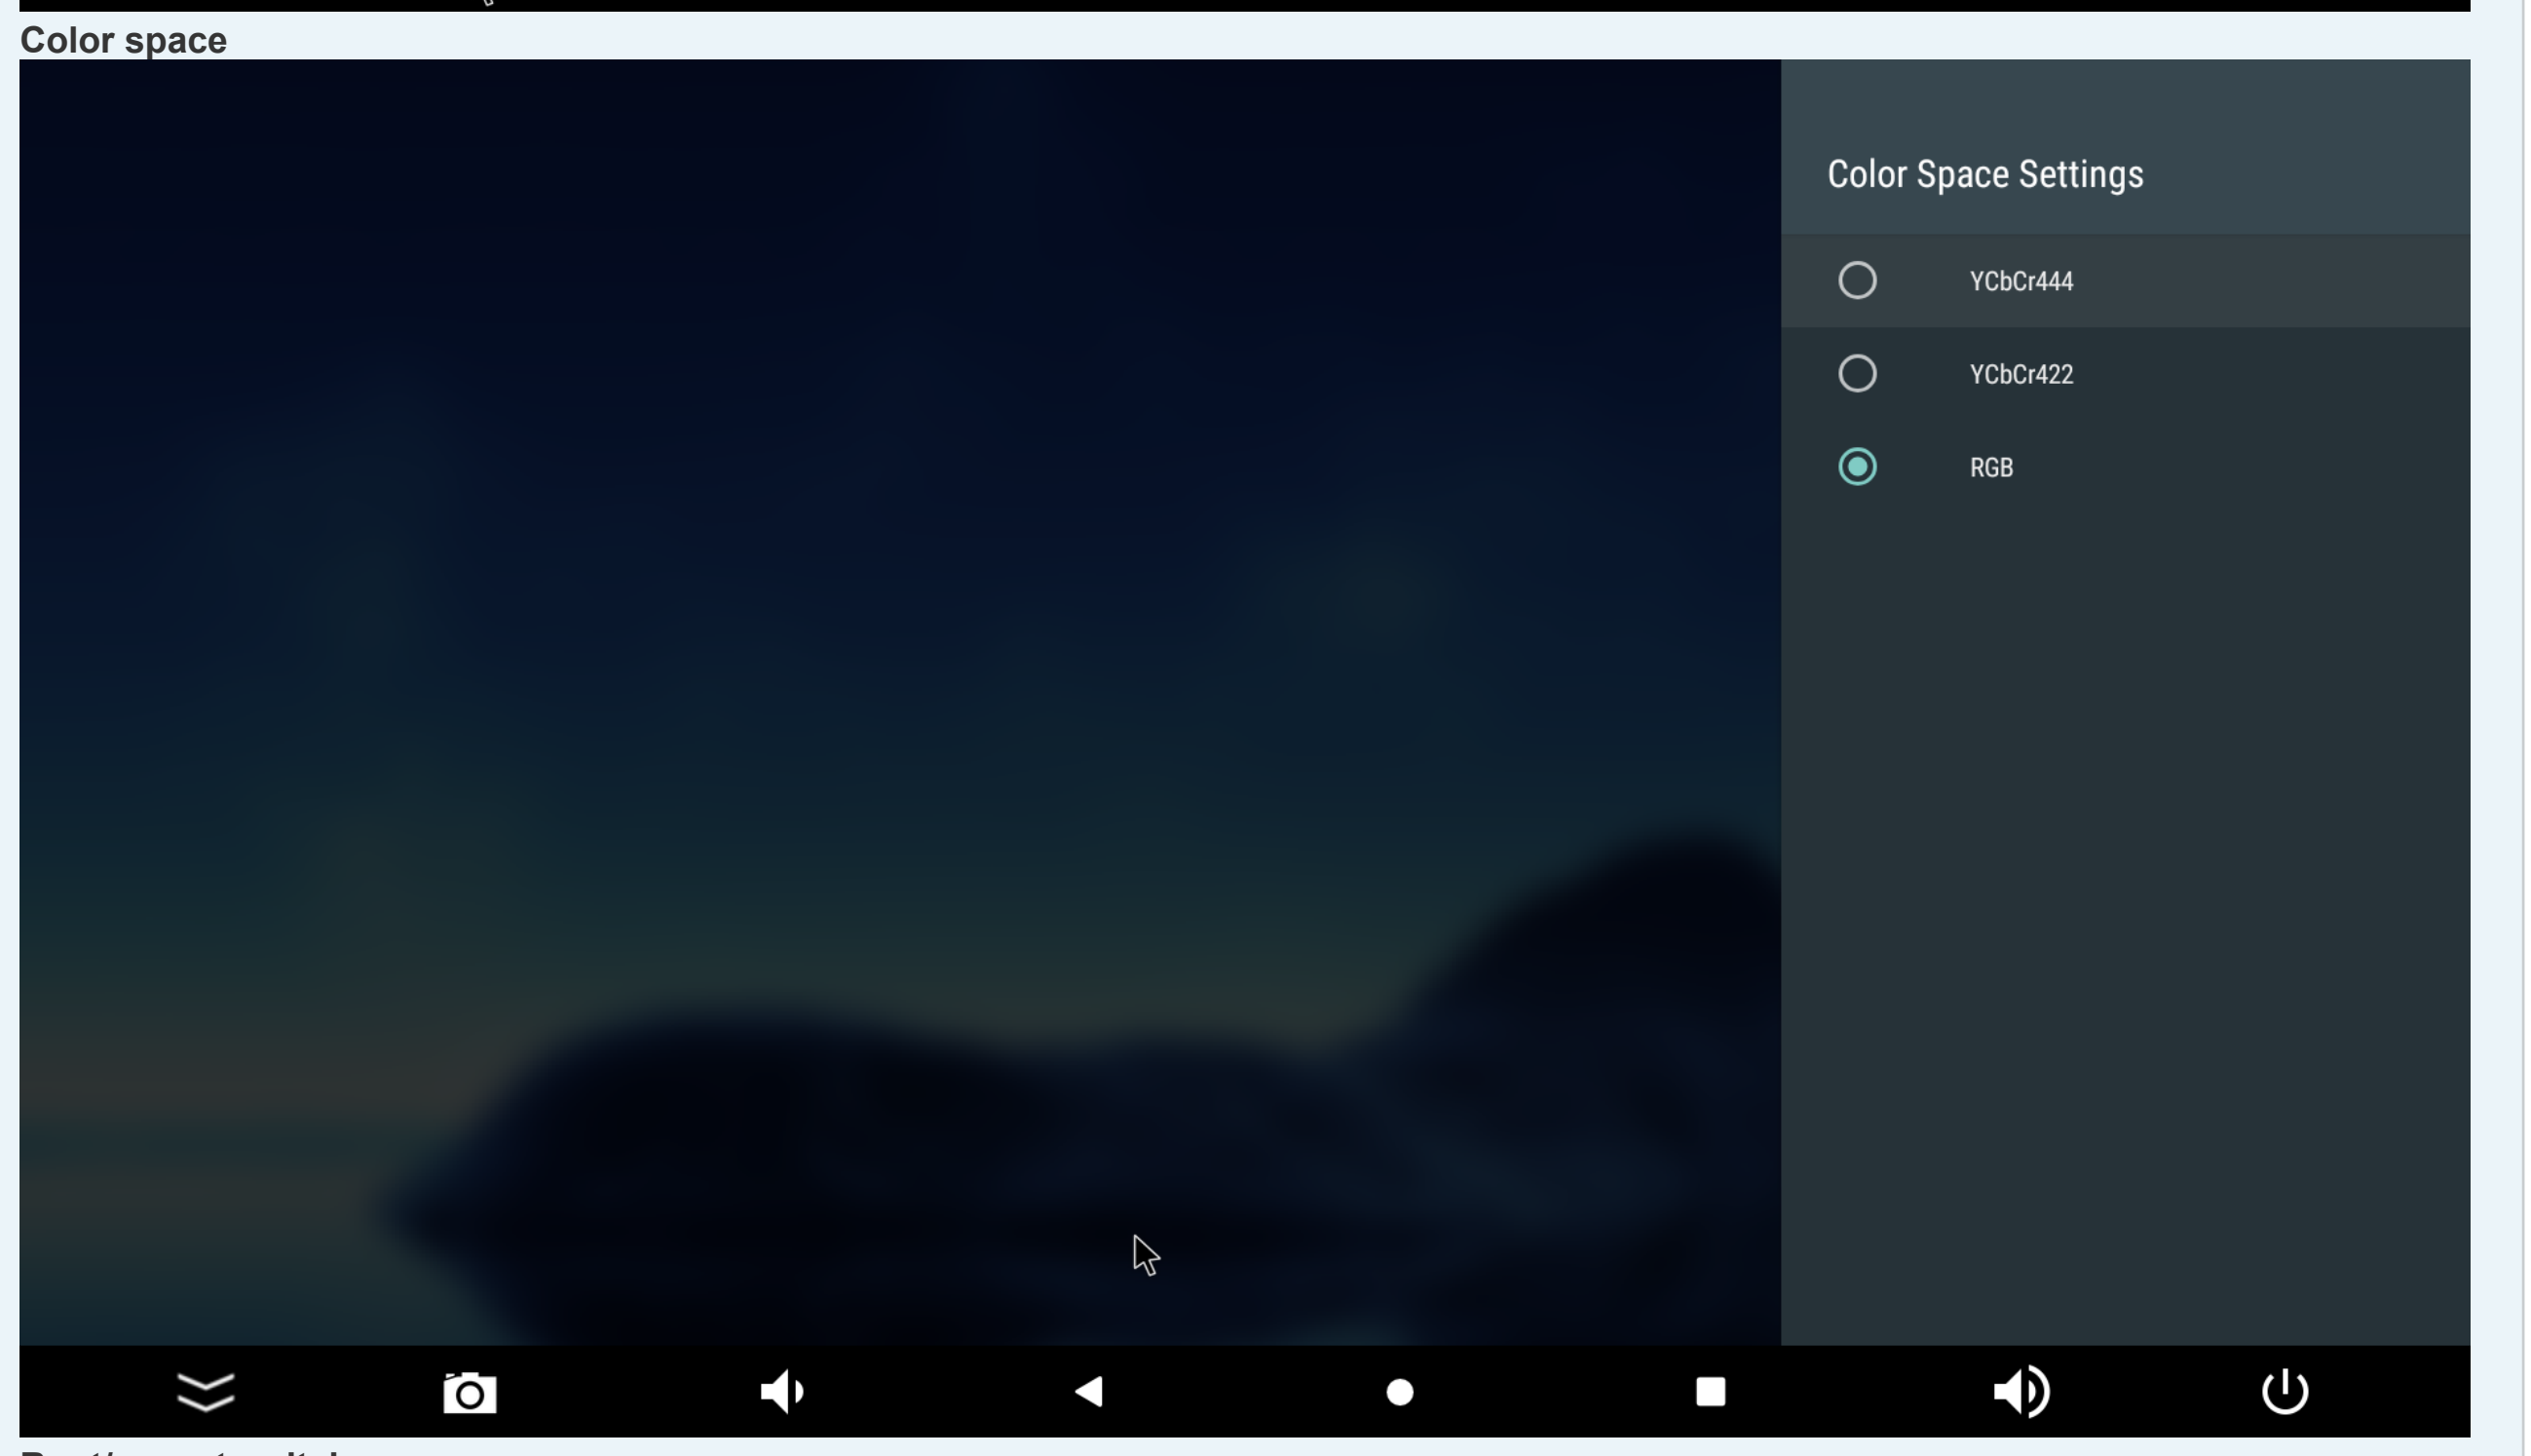 Color space
Color Space Settings
YCbCr444
YCbCr422
RGB